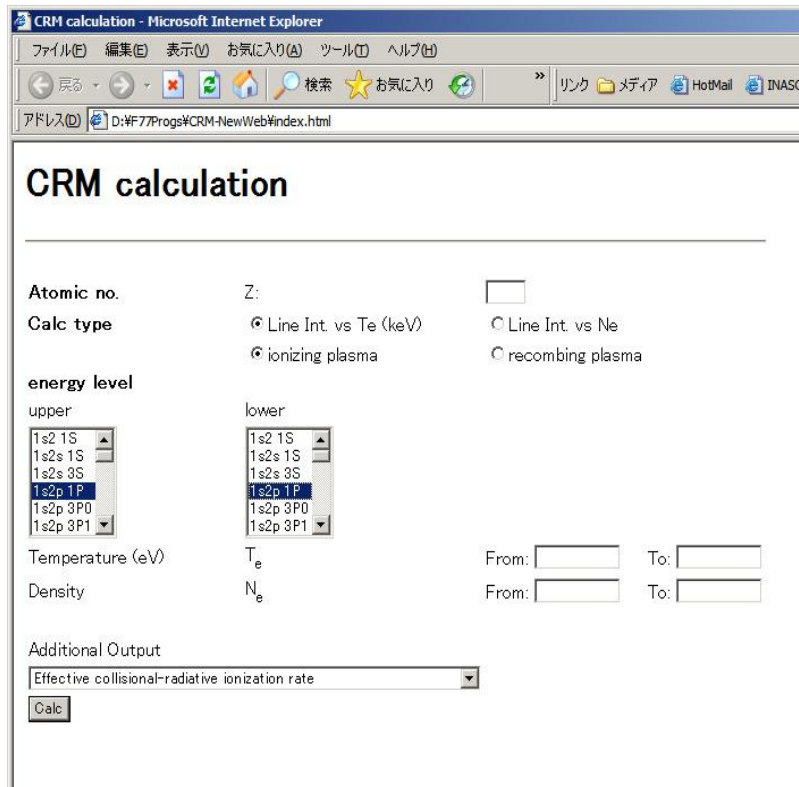 CRM calculation - Microsoft Internet Explorer
ファイル(F) 編集(E) 表示(V) お気に入り(A) ツール(T) ヘルプ(H)
戻る 検索 お気に入り » リンク メディア HotMail INASC
アドレス(D) D:¥F77Progs¥CRM-NewWeb¥index.html
CRM calculation
Atomic no. Z:
Calc type Line Int. vs Te (keV) Line Int. vs Ne
ionizing plasma recombing plasma
energy level
upper lower
1s2 1S 1s2 1S
1s2s 1S 1s2s 1S
1s2s 3S 1s2s 3S
1s2p 1P 1s2p 1P
1s2p 3P0 1s2p 3P0
1s2p 3P1 1s2p 3P1
Temperature (eV) Te From: To:
Density Ne From: To:
Additional Output
Effective collisional-radiative ionization rate
Calc